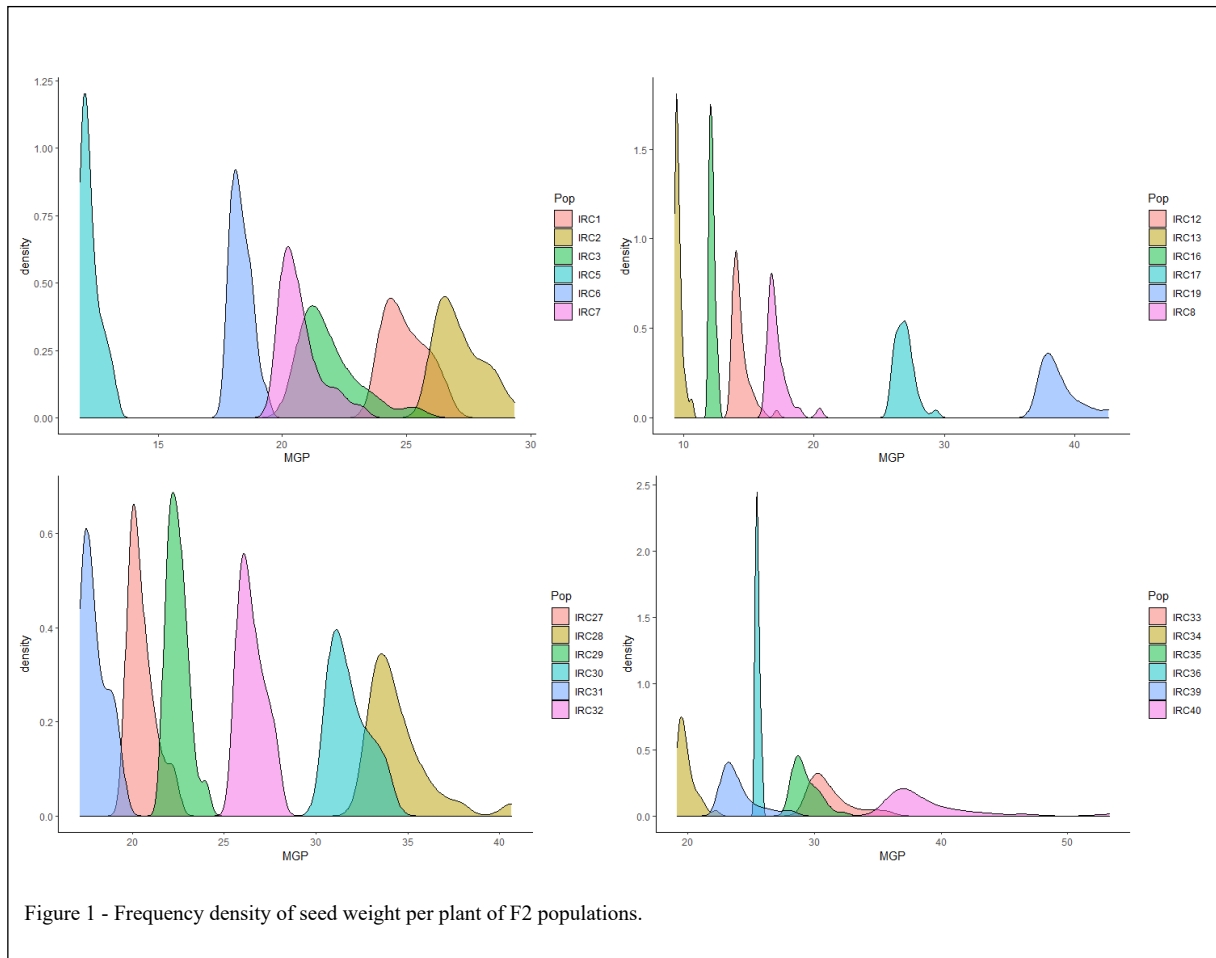 1.25
1.00
0.75
0.50
0.25
0.00
density
15 20 25 30
MGP
Pop
IRC1
IRC2
IRC3
IRC5
IRC6
IRC7
1.5
1.0
0.5
0.0
density
10 20 30 40
MGP
Pop
IRC12
IRC13
IRC16
IRC17
IRC19
IRC8
0.6
0.4
0.2
0.0
density
20 25 30 35 40
MGP
Pop
IRC27
IRC28
IRC29
IRC30
IRC31
IRC32
2.5
2.0
1.5
1.0
0.5
0.0
density
20 30 40 50
MGP
Pop
IRC33
IRC34
IRC35
IRC36
IRC39
IRC40
Figure 1 - Frequency density of seed weight per plant of F2 populations.